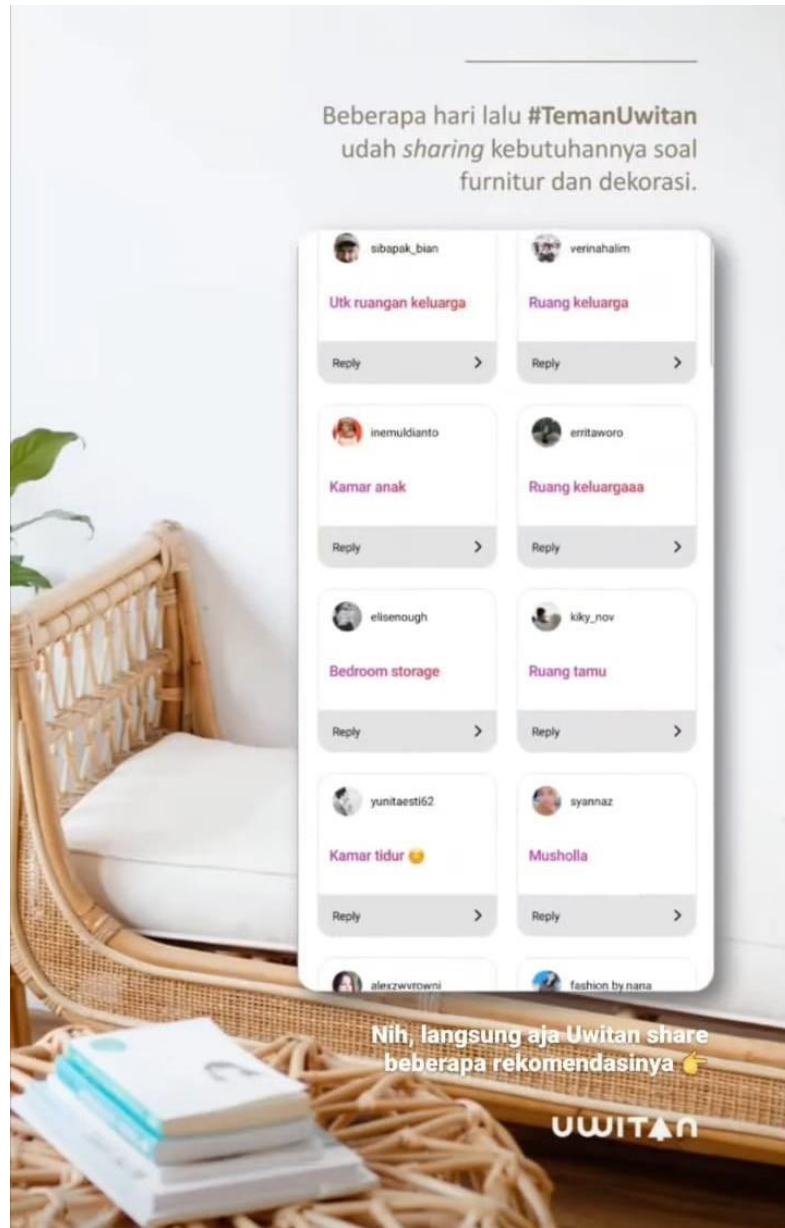 Beberapa hari lalu #TemanUwitan
udah sharing kebutuhannya soal
furnitur dan dekorasi.
sibapak_bian
verinahalim
Utk ruangan keluarga
Ruang keluarga
Reply
Reply
inemuldianto
erritaworo
Kamar anak
Ruang keluargaaa
Reply
Reply
elisenough
kiky_nov
Bedroom storage
Ruang tamu
Reply
Reply
yunitaesti62
syannaz
Kamar tidur 😊
Musholla
Reply
Reply
alexzwvrowni
fashion by.nana
Nih, langsung aja Uwitan share
beberapa rekomendasinya 👉
UWITAN